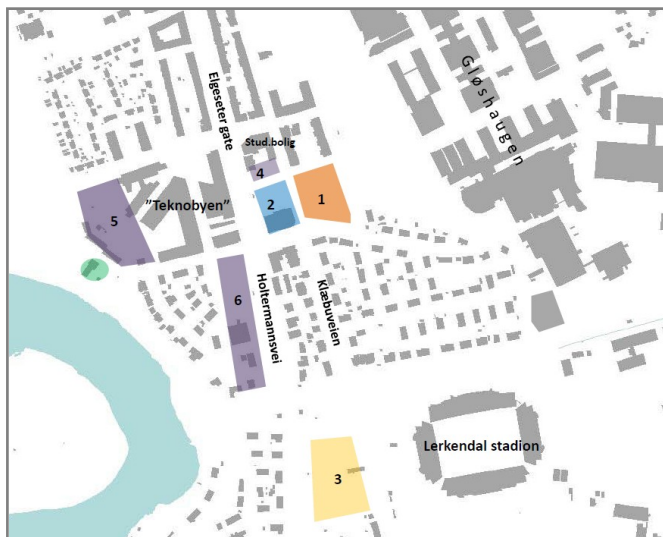 Elgeseter gate
Gløshaugen
Stud.bolig
4
1
5
"Teknobyen"
2
6
Holtermannsvei
Klæbuveien
Lerkendal stadion
3